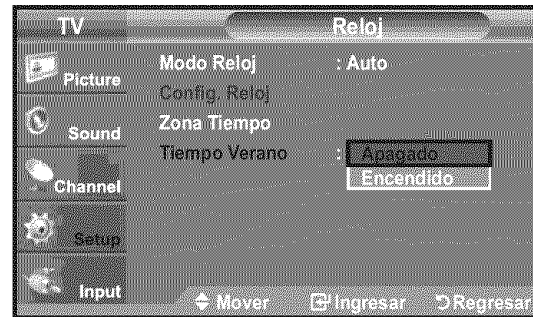 TV
Reloj
Picture
Sound
Channel
Setup
Input
Modo Reloj : Auto
Config. Reloj
Zona Tiempo
Tiempo Verano : Apagado
Encendido
Mover Ingresar Regresar